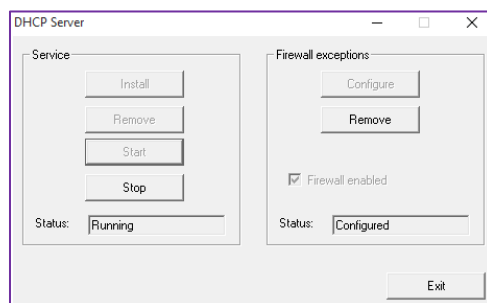 DHCP Server
Service
Install
Remove
Start
Stop
Status: Running
Firewall exceptions
Configure
Remove
Firewall enabled
Status: Configured
Exit